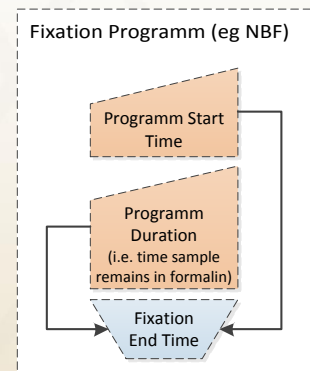 Fixation Programm (eg NBF)
Programm Start
Time
Programm
Duration
(i.e. time sample
remains in formalin)
Fixation
End Time